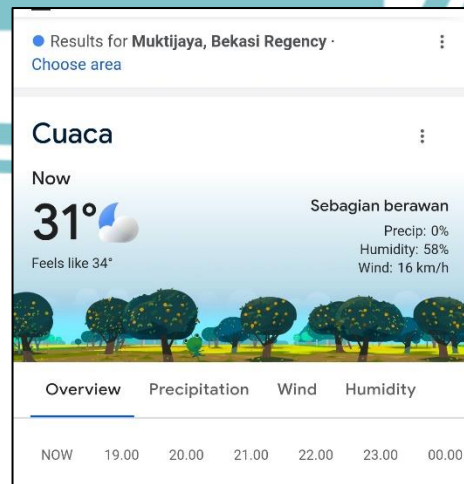 Results for Muktijaya, Bekasi Regency ·
Choose area
Cuaca
Now
31°
Feels like 34°
Sebagian berawan
Precip: 0%
Humidity: 58%
Wind: 16 km/h
Overview Precipitation Wind Humidity
NOW 19.00 20.00 21.00 22.00 23.00 00.00